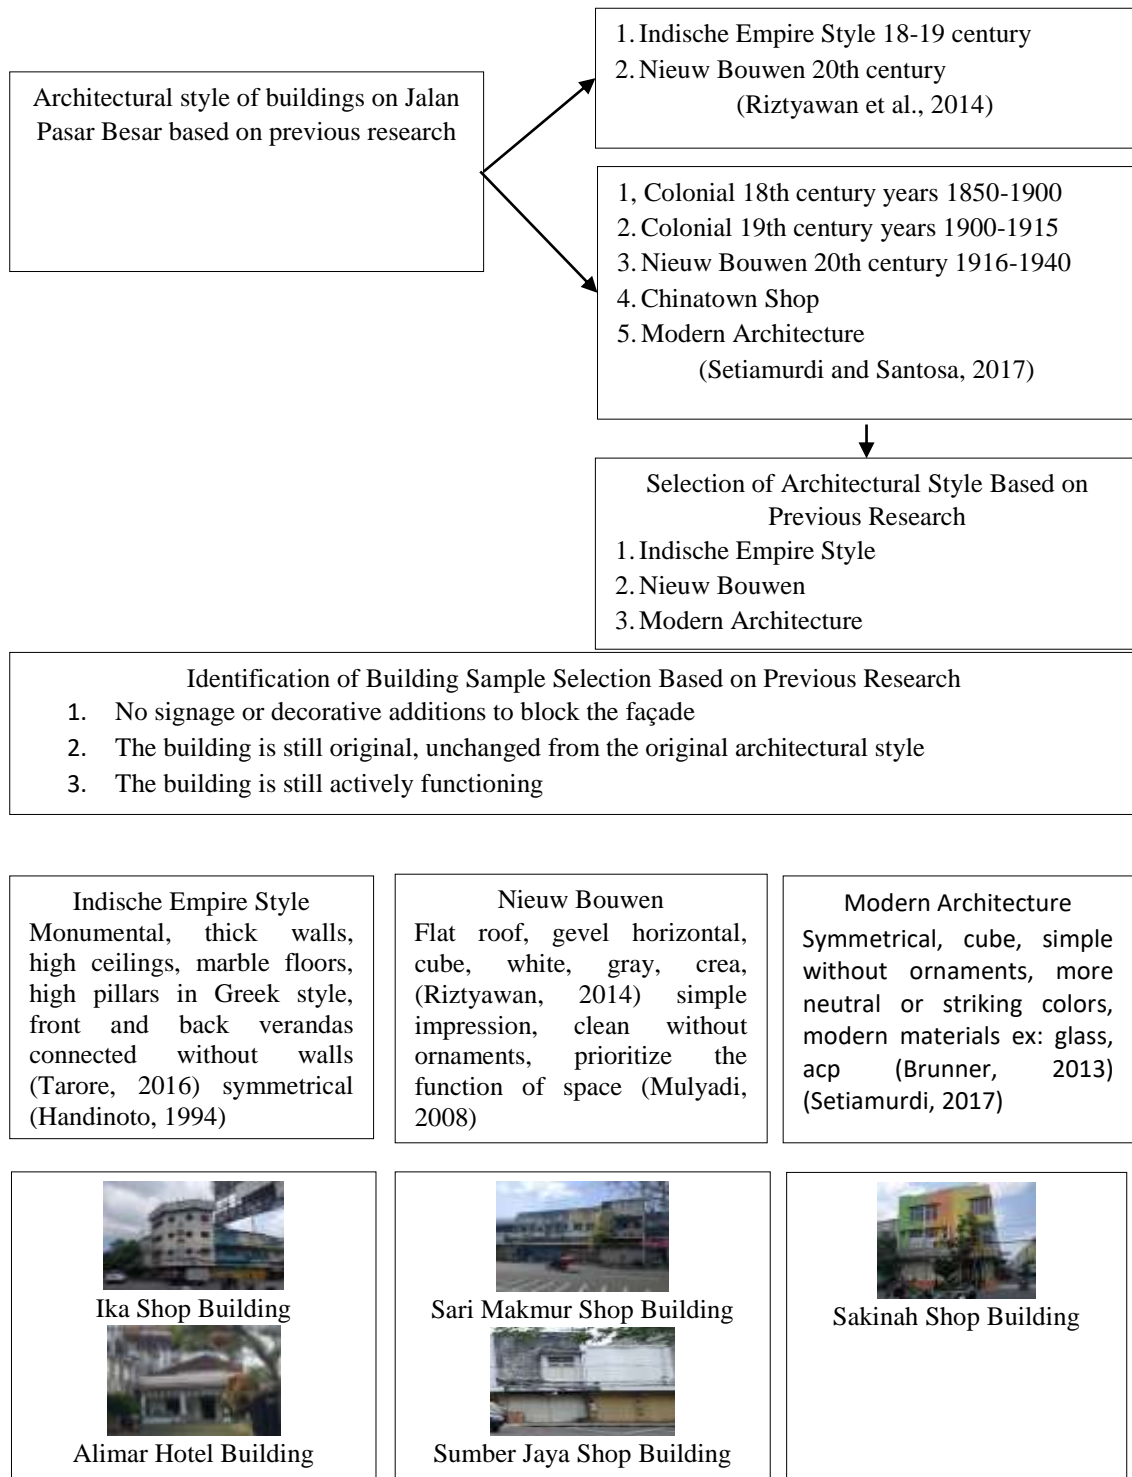 Architectural style of buildings on Jalan
Pasar Besar based on previous research
1. Indische Empire Style 18-19 century
2. Nieuw Bouwen 20th century
(Riztyawan et al., 2014)
1, Colonial 18th century years 1850-1900
2. Colonial 19th century years 1900-1915
3. Nieuw Bouwen 20th century 1916-1940
4. Chinatown Shop
5. Modern Architecture
(Setiamurdi and Santosa, 2017)
Selection of Architectural Style Based on
Previous Research
1. Indische Empire Style
2. Nieuw Bouwen
3. Modern Architecture
Identification of Building Sample Selection Based on Previous Research
1. No signage or decorative additions to block the façade
2. The building is still original, unchanged from the original architectural style
3. The building is still actively functioning
Indische Empire Style
Monumental, thick walls,
high ceilings, marble floors,
high pillars in Greek style,
front and back verandas
connected without walls
(Tarore, 2016) symmetrical
(Handinoto, 1994)
Nieuw Bouwen
Flat roof, gevel horizontal,
cube, white, gray, crea,
(Riztyawan, 2014) simple
impression, clean without
ornaments, prioritize the
function of space (Mulyadi,
2008)
Modern Architecture
Symmetrical, cube, simple
without ornaments, more
neutral or striking colors,
modern materials ex: glass,
acp (Brunner, 2013)
(Setiamurdi, 2017)
Ika Shop Building
Alimar Hotel Building
Sari Makmur Shop Building
Sumber Jaya Shop Building
Sakinah Shop Building